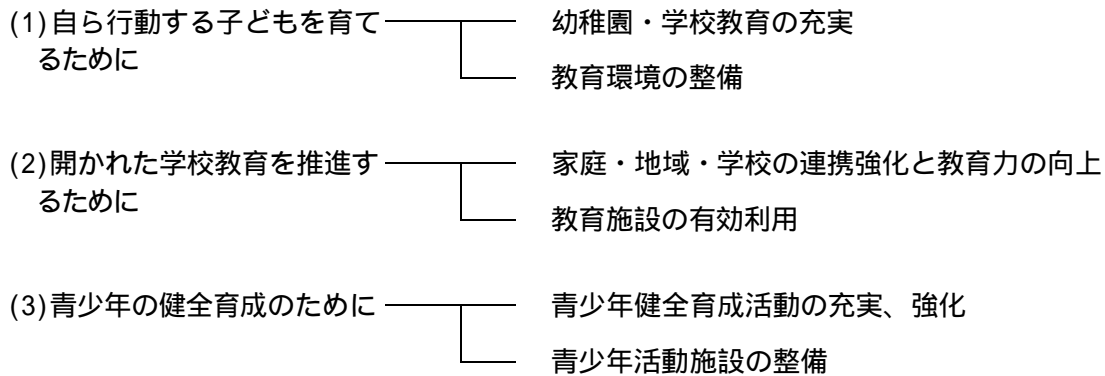 (1)自ら行動する子どもを育て
るために
幼稚園・学校教育の充実
教育環境の整備
(2)開かれた学校教育を推進す
るために
家庭・地域・学校の連携強化と教育力の向上
教育施設の有効利用
(3)青少年の健全育成のために
青少年健全育成活動の充実、強化
青少年活動施設の整備